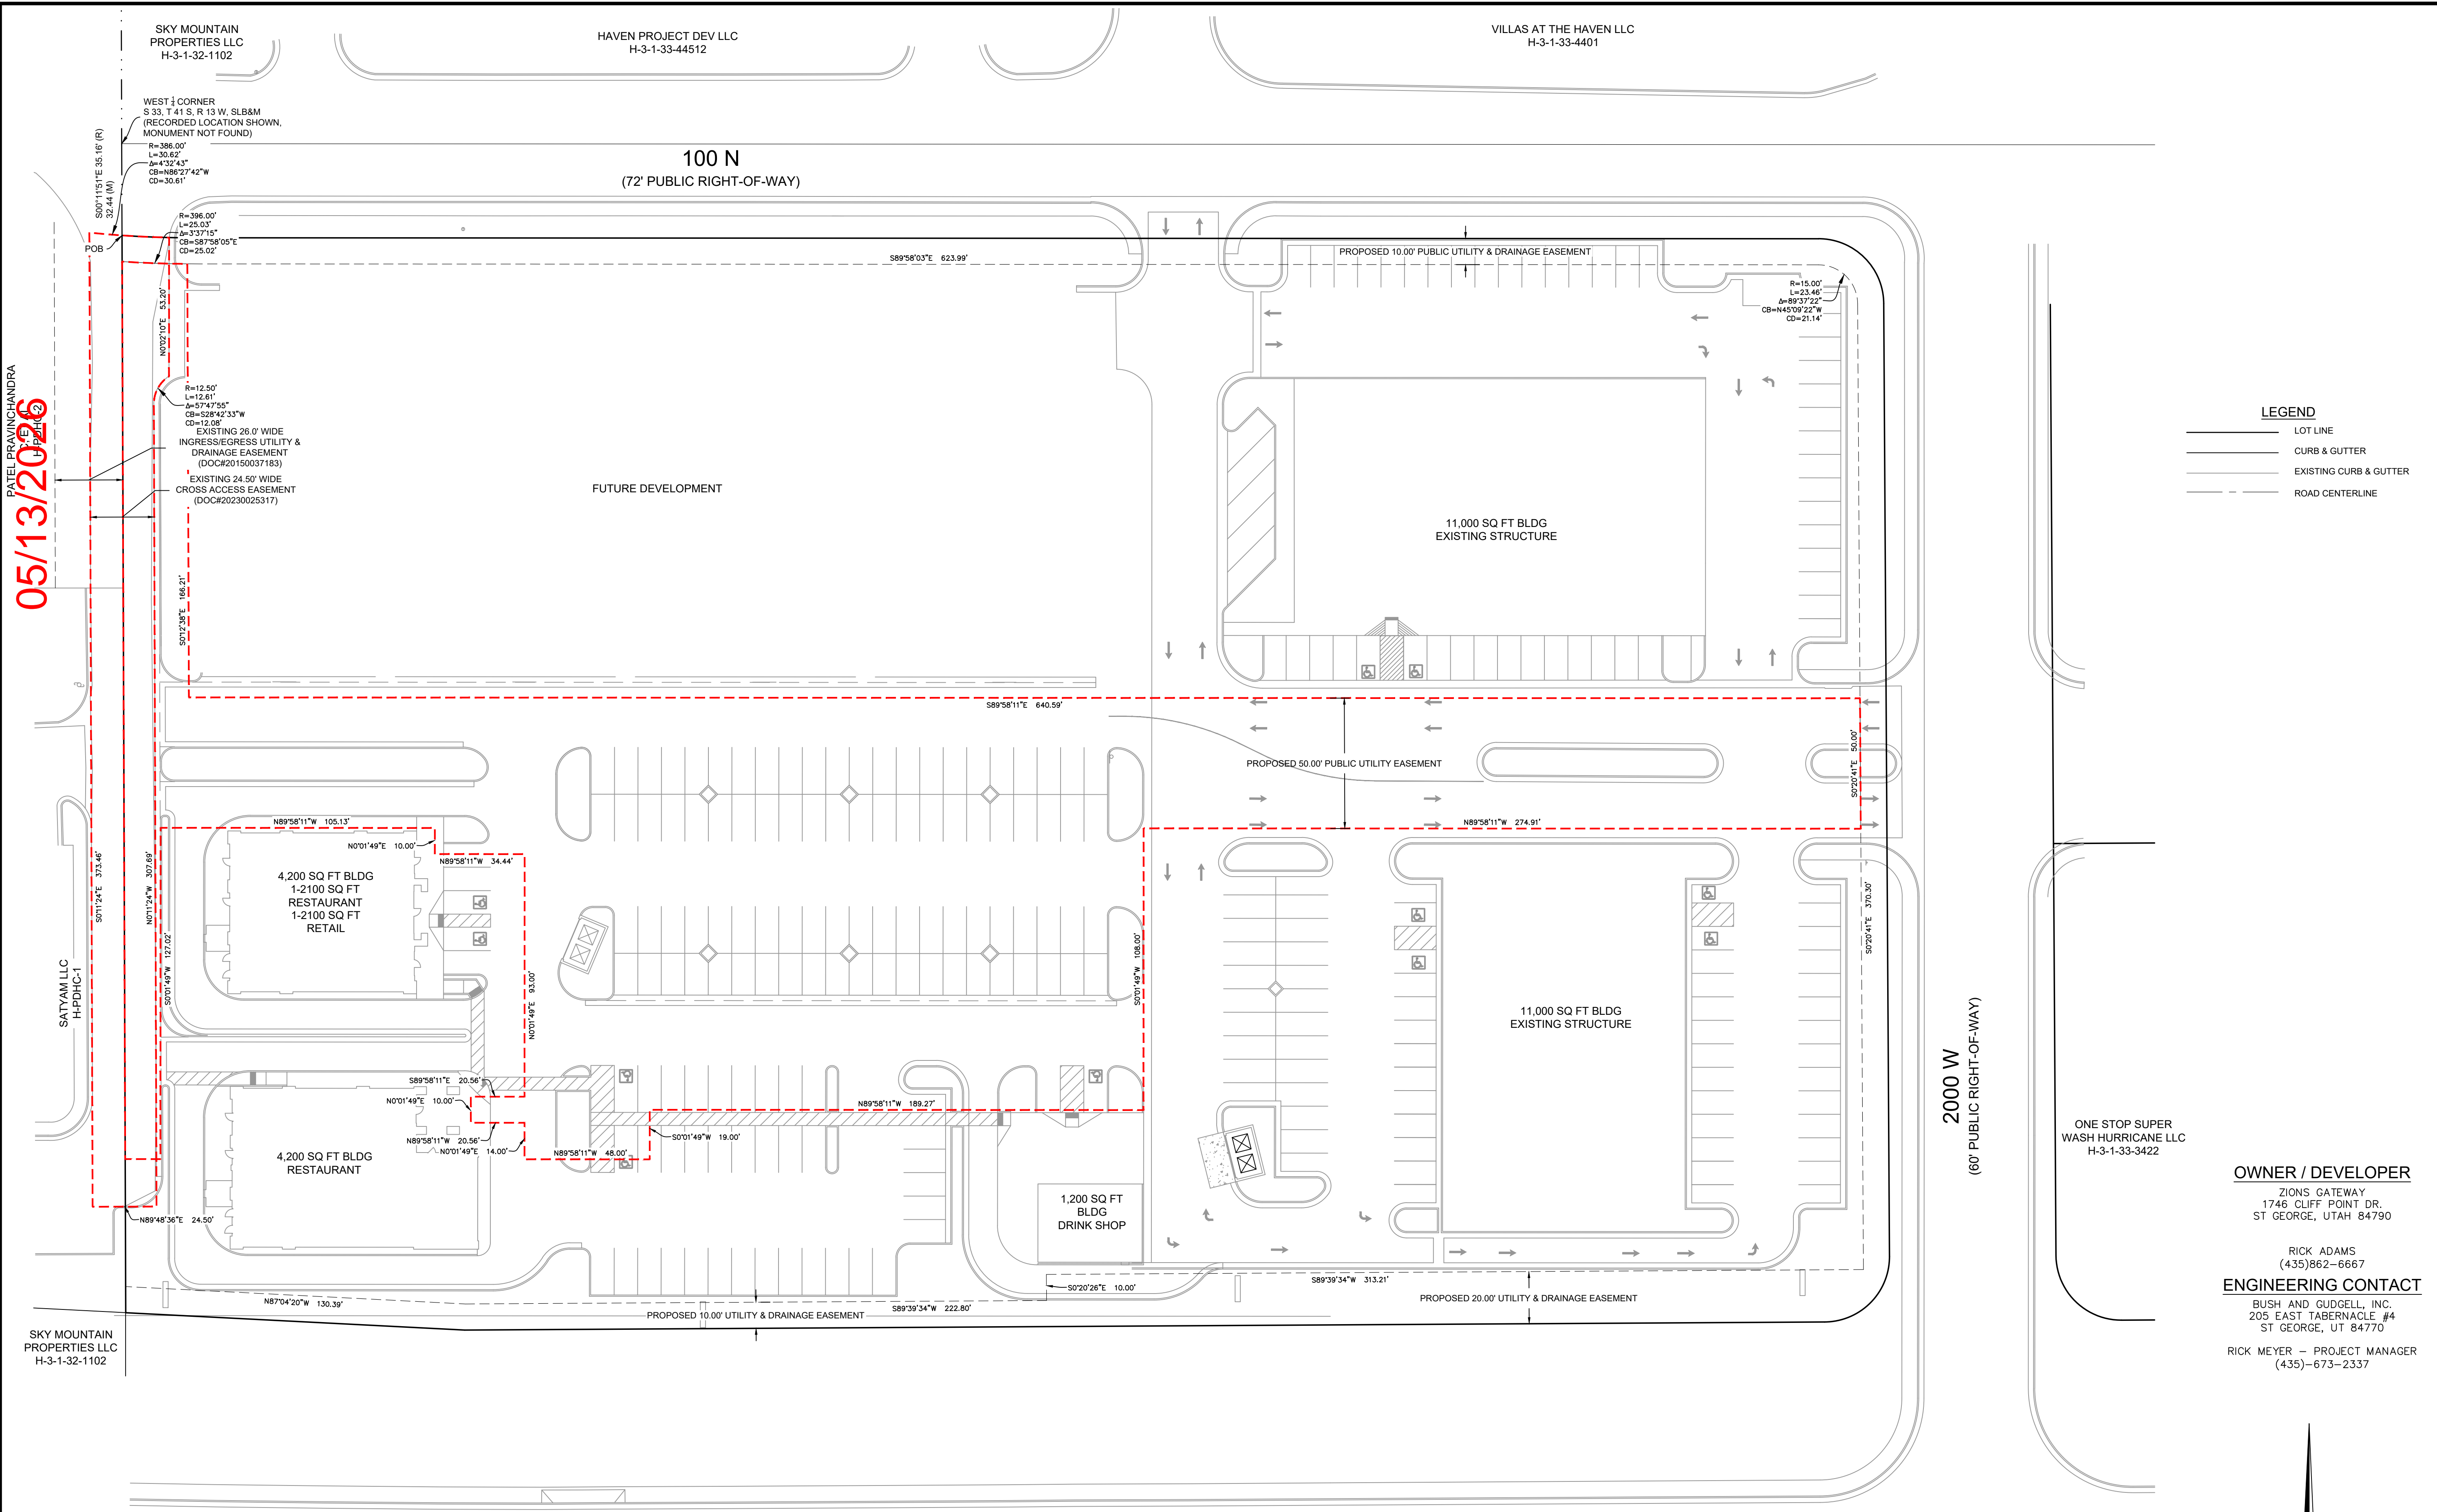 SKY MOUNTAIN
PROPERTIES LLC
H-3-1-32-1102
HAVEN PROJECT DEV LLC
H-3-1-33-44512
VILLAS AT THE HAVEN LLC
H-3-1-33-4401
WEST 1/4 CORNER
S 33, T 41 S, R 13 W, SLB&M
(RECORDED LOCATION SHOWN,
MONUMENT NOT FOUND)
S00°11'51"E 35.16' (R)
32.44 (M)
R=386.00'
L=30.62'
Δ=4°32'43"
CB=N86°27'42"W
CD=30.61'
100 N
(72' PUBLIC RIGHT-OF-WAY)
R=396.00'
L=25.03'
Δ=3°37'15"
CB=S87°58'05"E
CD=25.02'
POB
S89°58'03"E 623.99'
PROPOSED 10.00' PUBLIC UTILITY & DRAINAGE EASEMENT
R=15.00'
L=23.46'
Δ=89°37'22"
CB=N45°09'22"W
CD=21.14'
N0°02'10"E 53.20'
PATEL PRAVINCHANDRA
05/13/2026
R=12.50'
L=12.61'
Δ=57°47'55"
CB=S28°42'33"W
CD=12.08'
EXISTING 26.0' WIDE
INGRESS/EGRESS UTILITY &
DRAINAGE EASEMENT
(DOC#20150037183)
EXISTING 24.50' WIDE
CROSS ACCESS EASEMENT
(DOC#20230025317)
FUTURE DEVELOPMENT
11,000 SQ FT BLDG
EXISTING STRUCTURE
LEGEND
LOT LINE
CURB & GUTTER
EXISTING CURB & GUTTER
ROAD CENTERLINE
S0°12'38"E 166.21'
S89°58'11"E 640.59'
PROPOSED 50.00' PUBLIC UTILITY EASEMENT
S0°20'41"E 50.00'
N89°58'11"W 105.13'
N0°01'49"E 10.00'
N89°58'11"W 34.44'
N89°58'11"W 274.91'
4,200 SQ FT BLDG
1-2100 SQ FT
RESTAURANT
1-2100 SQ FT
RETAIL
S0°11'24"E 373.46'
N0°11'24"W 307.69'
S0°01'49"W 127.02'
N0°01'49"E 93.00'
S0°01'49"W 108.00'
S0°20'41"E 370.30'
SATYAM LLC
H-PDHC-1
11,000 SQ FT BLDG
EXISTING STRUCTURE
2000 W
(60' PUBLIC RIGHT-OF-WAY)
S89°58'11"E 20.56'
N0°01'49"E 10.00'
N89°58'11"W 20.56'
N0°01'49"E 14.00'
N89°58'11"W 48.00'
S0°01'49"W 19.00'
N89°58'11"W 189.27'
4,200 SQ FT BLDG
RESTAURANT
1,200 SQ FT
BLDG
DRINK SHOP
ONE STOP SUPER
WASH HURRICANE LLC
H-3-1-33-3422
N89°48'36"E 24.50'
N87°04'20"W 130.39'
PROPOSED 10.00' UTILITY & DRAINAGE EASEMENT
S89°39'34"W 222.80'
S0°20'26"E 10.00'
S89°39'34"W 313.21'
PROPOSED 20.00' UTILITY & DRAINAGE EASEMENT
SKY MOUNTAIN
PROPERTIES LLC
H-3-1-32-1102
OWNER / DEVELOPER
ZIONS GATEWAY
1746 CLIFF POINT DR.
ST GEORGE, UTAH 84790
RICK ADAMS
(435)862-6667
ENGINEERING CONTACT
BUSH AND GUDGELL, INC.
205 EAST TABERNACLE #4
ST GEORGE, UT 84770
RICK MEYER – PROJECT MANAGER
(435)-673-2337